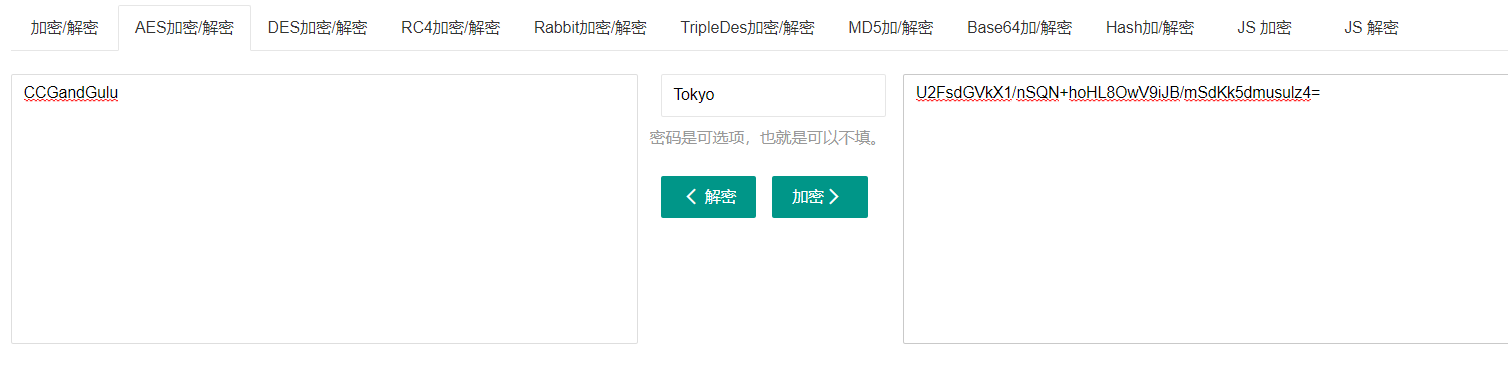 加密/解密 AES加密/解密 DES加密/解密 RC4加密/解密 Rabbit加密/解密 TripleDes加密/解密 MD5加/解密 Base64加/解密 Hash加/解密 JS 加密 JS 解密
CCGandGulu
Tokyo
密码是可选项，也就是可以不填。
解密 加密
U2FsdGVkX1/nSQN+hoHL8OwV9iJB/mSdKk5dmusulz4=